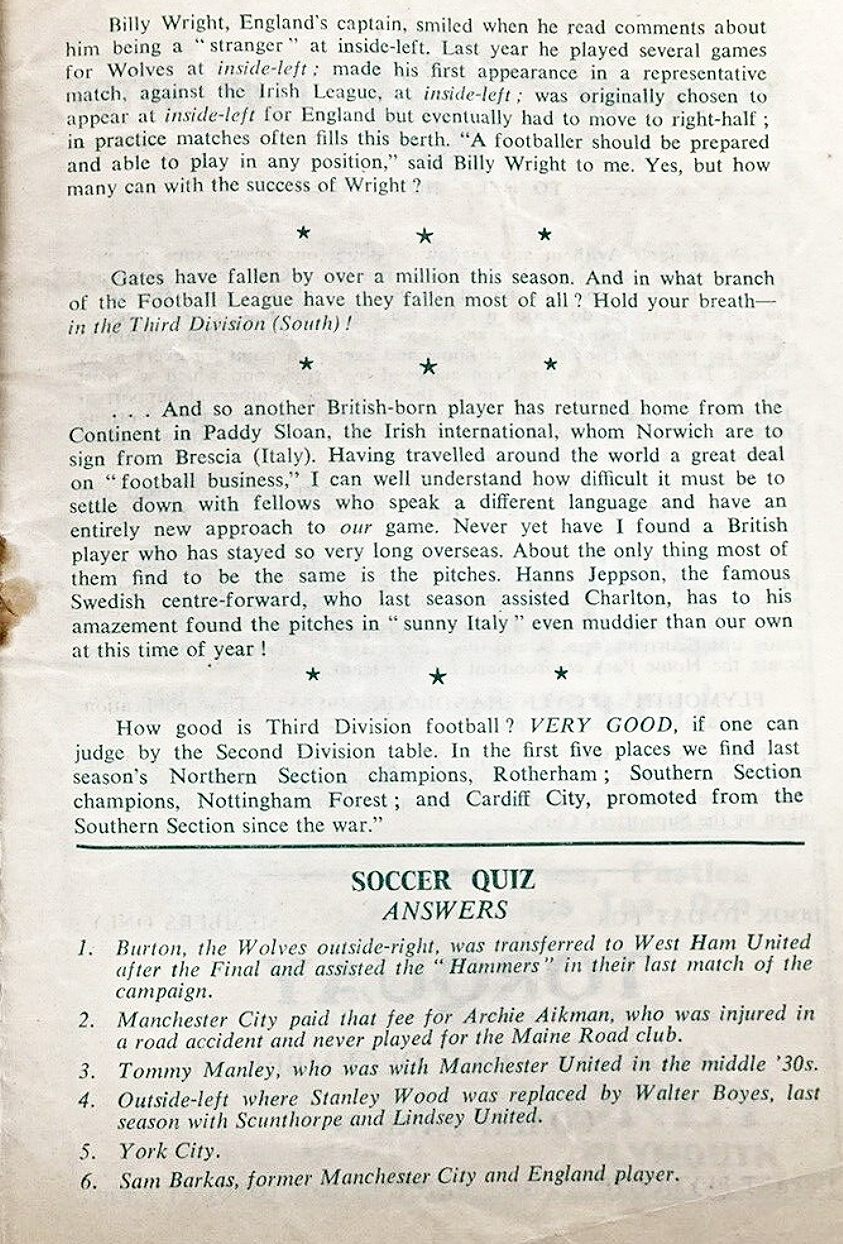 Billy Wright, England's captain, smiled when he read comments about
him being a "stranger" at inside-left. Last year he played several games
for Wolves at inside-left; made his first appearance in a representative
match, against the Irish League, at inside-left; was originally chosen to
appear at inside-left for England but eventually had to move to right-half;
in practice matches often fills this berth. "A footballer should be prepared
and able to play in any position," said Billy Wright to me. Yes, but how
many can with the success of Wright?
★ ★ ★
Gates have fallen by over a million this season. And in what branch
of the Football League have they fallen most of all? Hold your breath—
in the Third Division (South)!
★ ★ ★
. . . And so another British-born player has returned home from the
Continent in Paddy Sloan, the Irish international, whom Norwich are to
sign from Brescia (Italy). Having travelled around the world a great deal
on "football business," I can well understand how difficult it must be to
settle down with fellows who speak a different language and have an
entirely new approach to our game. Never yet have I found a British
player who has stayed so very long overseas. About the only thing most of
them find to be the same is the pitches. Hanns Jeppson, the famous
Swedish centre-forward, who last season assisted Charlton, has to his
amazement found the pitches in "sunny Italy" even muddier than our own
at this time of year!
★ ★ ★
How good is Third Division football? VERY GOOD, if one can
judge by the Second Division table. In the first five places we find last
season's Northern Section champions, Rotherham; Southern Section
champions, Nottingham Forest; and Cardiff City, promoted from the
Southern Section since the war."
SOCCER QUIZ
ANSWERS
1. Burton, the Wolves outside-right, was transferred to West Ham United
after the Final and assisted the "Hammers" in their last match of the
campaign.
2. Manchester City paid that fee for Archie Aikman, who was injured in
a road accident and never played for the Maine Road club.
3. Tommy Manley, who was with Manchester United in the middle '30s.
4. Outside-left where Stanley Wood was replaced by Walter Boyes, last
season with Scunthorpe and Lindsey United.
5. York City.
6. Sam Barkas, former Manchester City and England player.